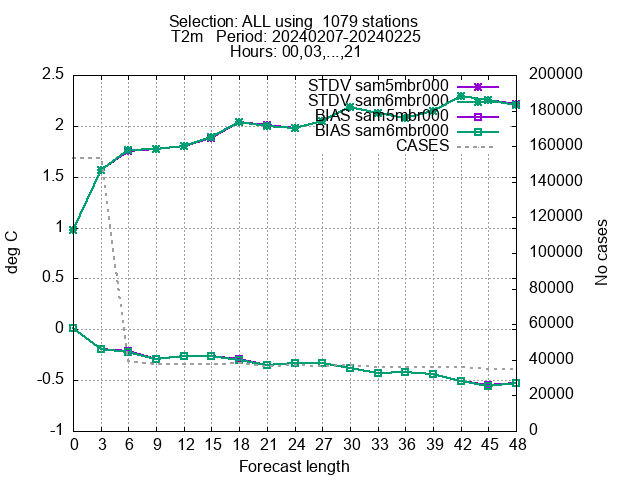 Selection: ALL using  1079 stations
T2m   Period: 20240207-20240225
Hours: 00,03,...,21
STDV sam5mbr000
STDV sam6mbr000
BIAS sam5mbr000
BIAS sam6mbr000
CASES
deg C
2.5
2
1.5
1
0.5
0
-0.5
-1
No cases
200000
180000
160000
140000
120000
100000
80000
60000
40000
20000
0
0 3 6 9 12 15 18 21 24 27 30 33 36 39 42 45 48
Forecast length